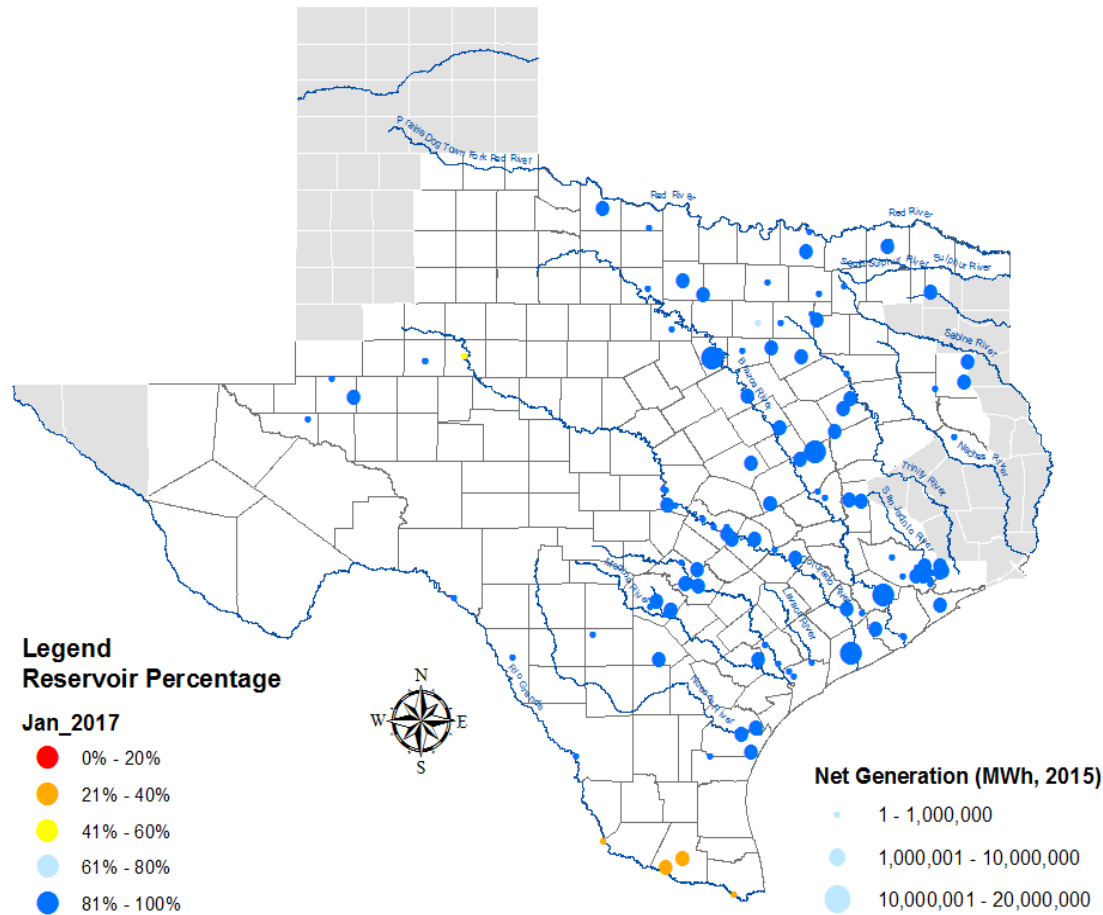 Prairie Dog Town Fork Red River
Red River
Red River
South Sulphur River
Sulphur River
Sabine River
Brazos River
Neches River
Trinity River
San Jacinto River
Colorado River
Medina River
Lavaca River
Nueces River
Rio Grande
N
W E
S
Legend
Reservoir Percentage
Jan_2017
0% - 20%
21% - 40%
41% - 60%
61% - 80%
81% - 100%
Net Generation (MWh, 2015)
1 - 1,000,000
1,000,001 - 10,000,000
10,000,001 - 20,000,000